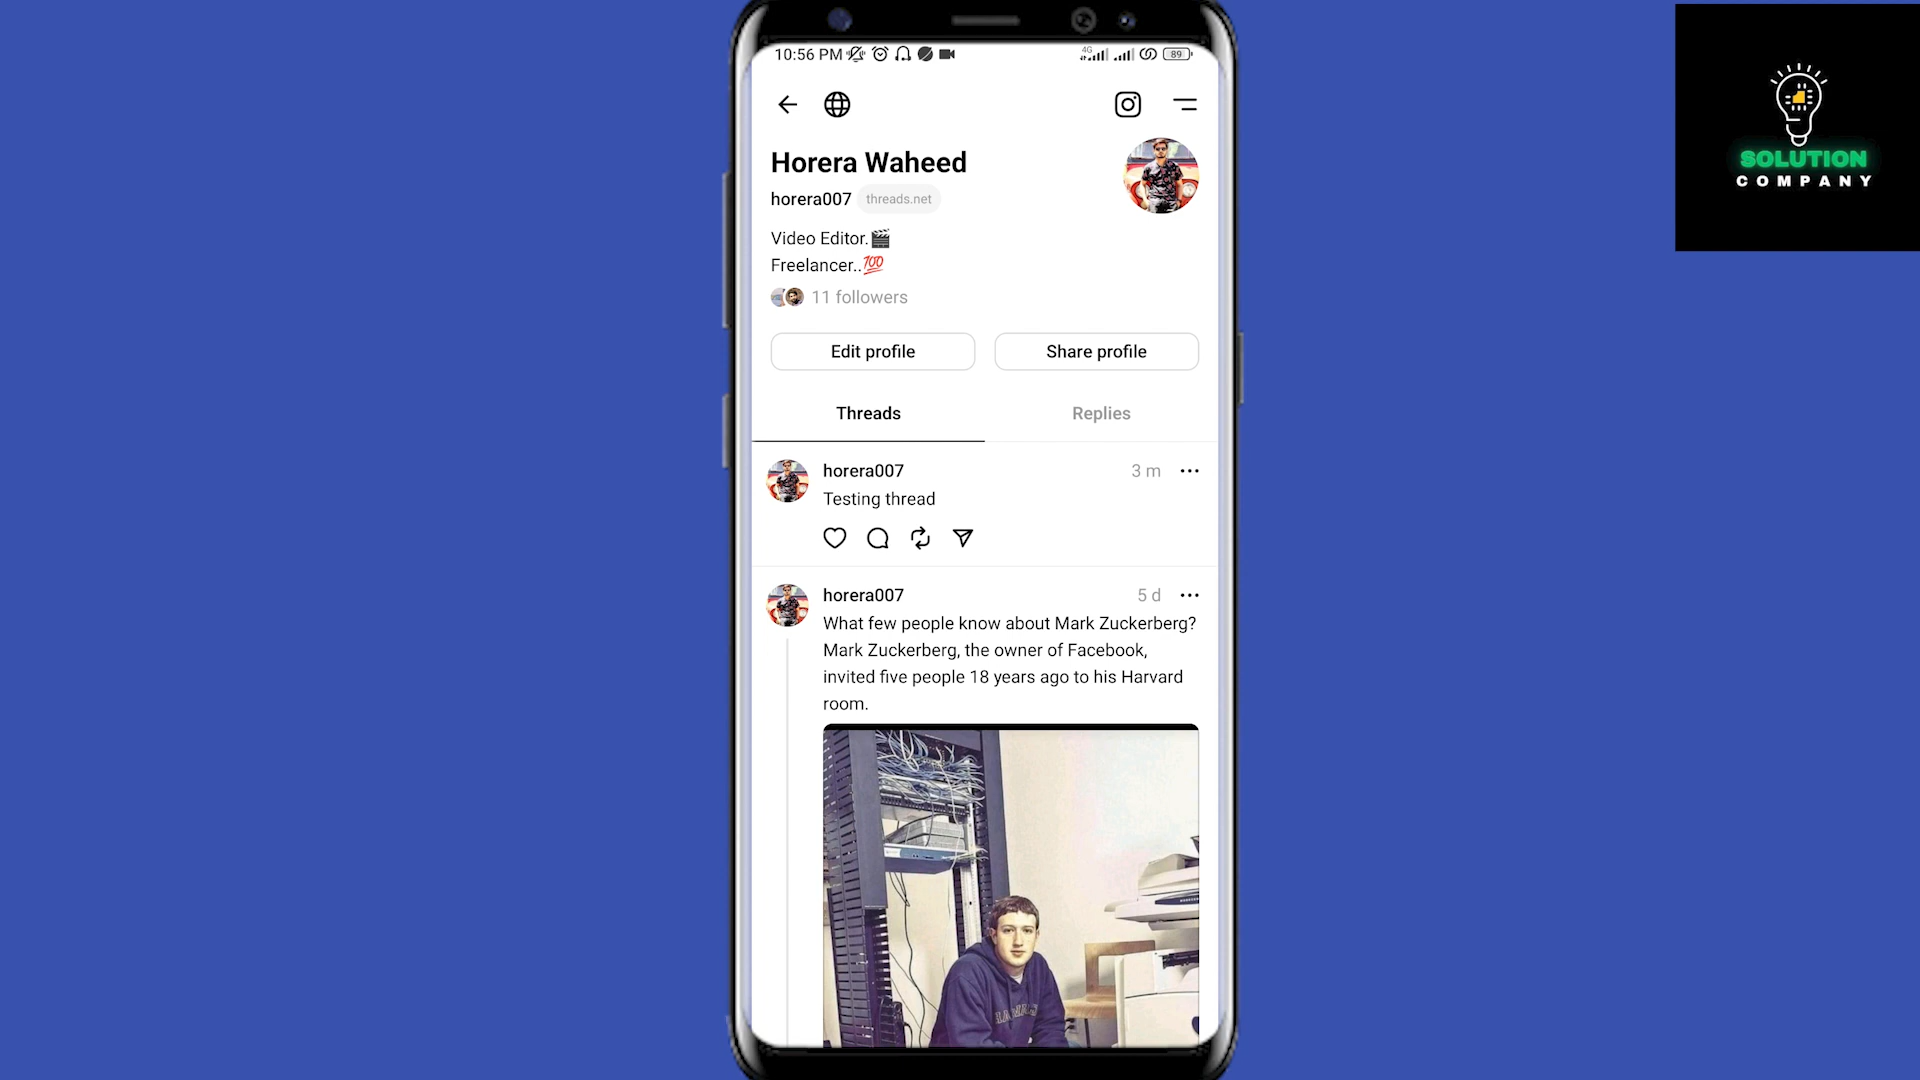 10:56 PM
4G
89
SOLUTION
COMPANY
Horera Waheed
horera007 threads.net
Video Editor.🎬
Freelancer..💯
11 followers
Edit profile
Share profile
Threads
Replies
horera007
3 m
Testing thread
horera007
5 d
What few people know about Mark Zuckerberg?
Mark Zuckerberg, the owner of Facebook,
invited five people 18 years ago to his Harvard
room.